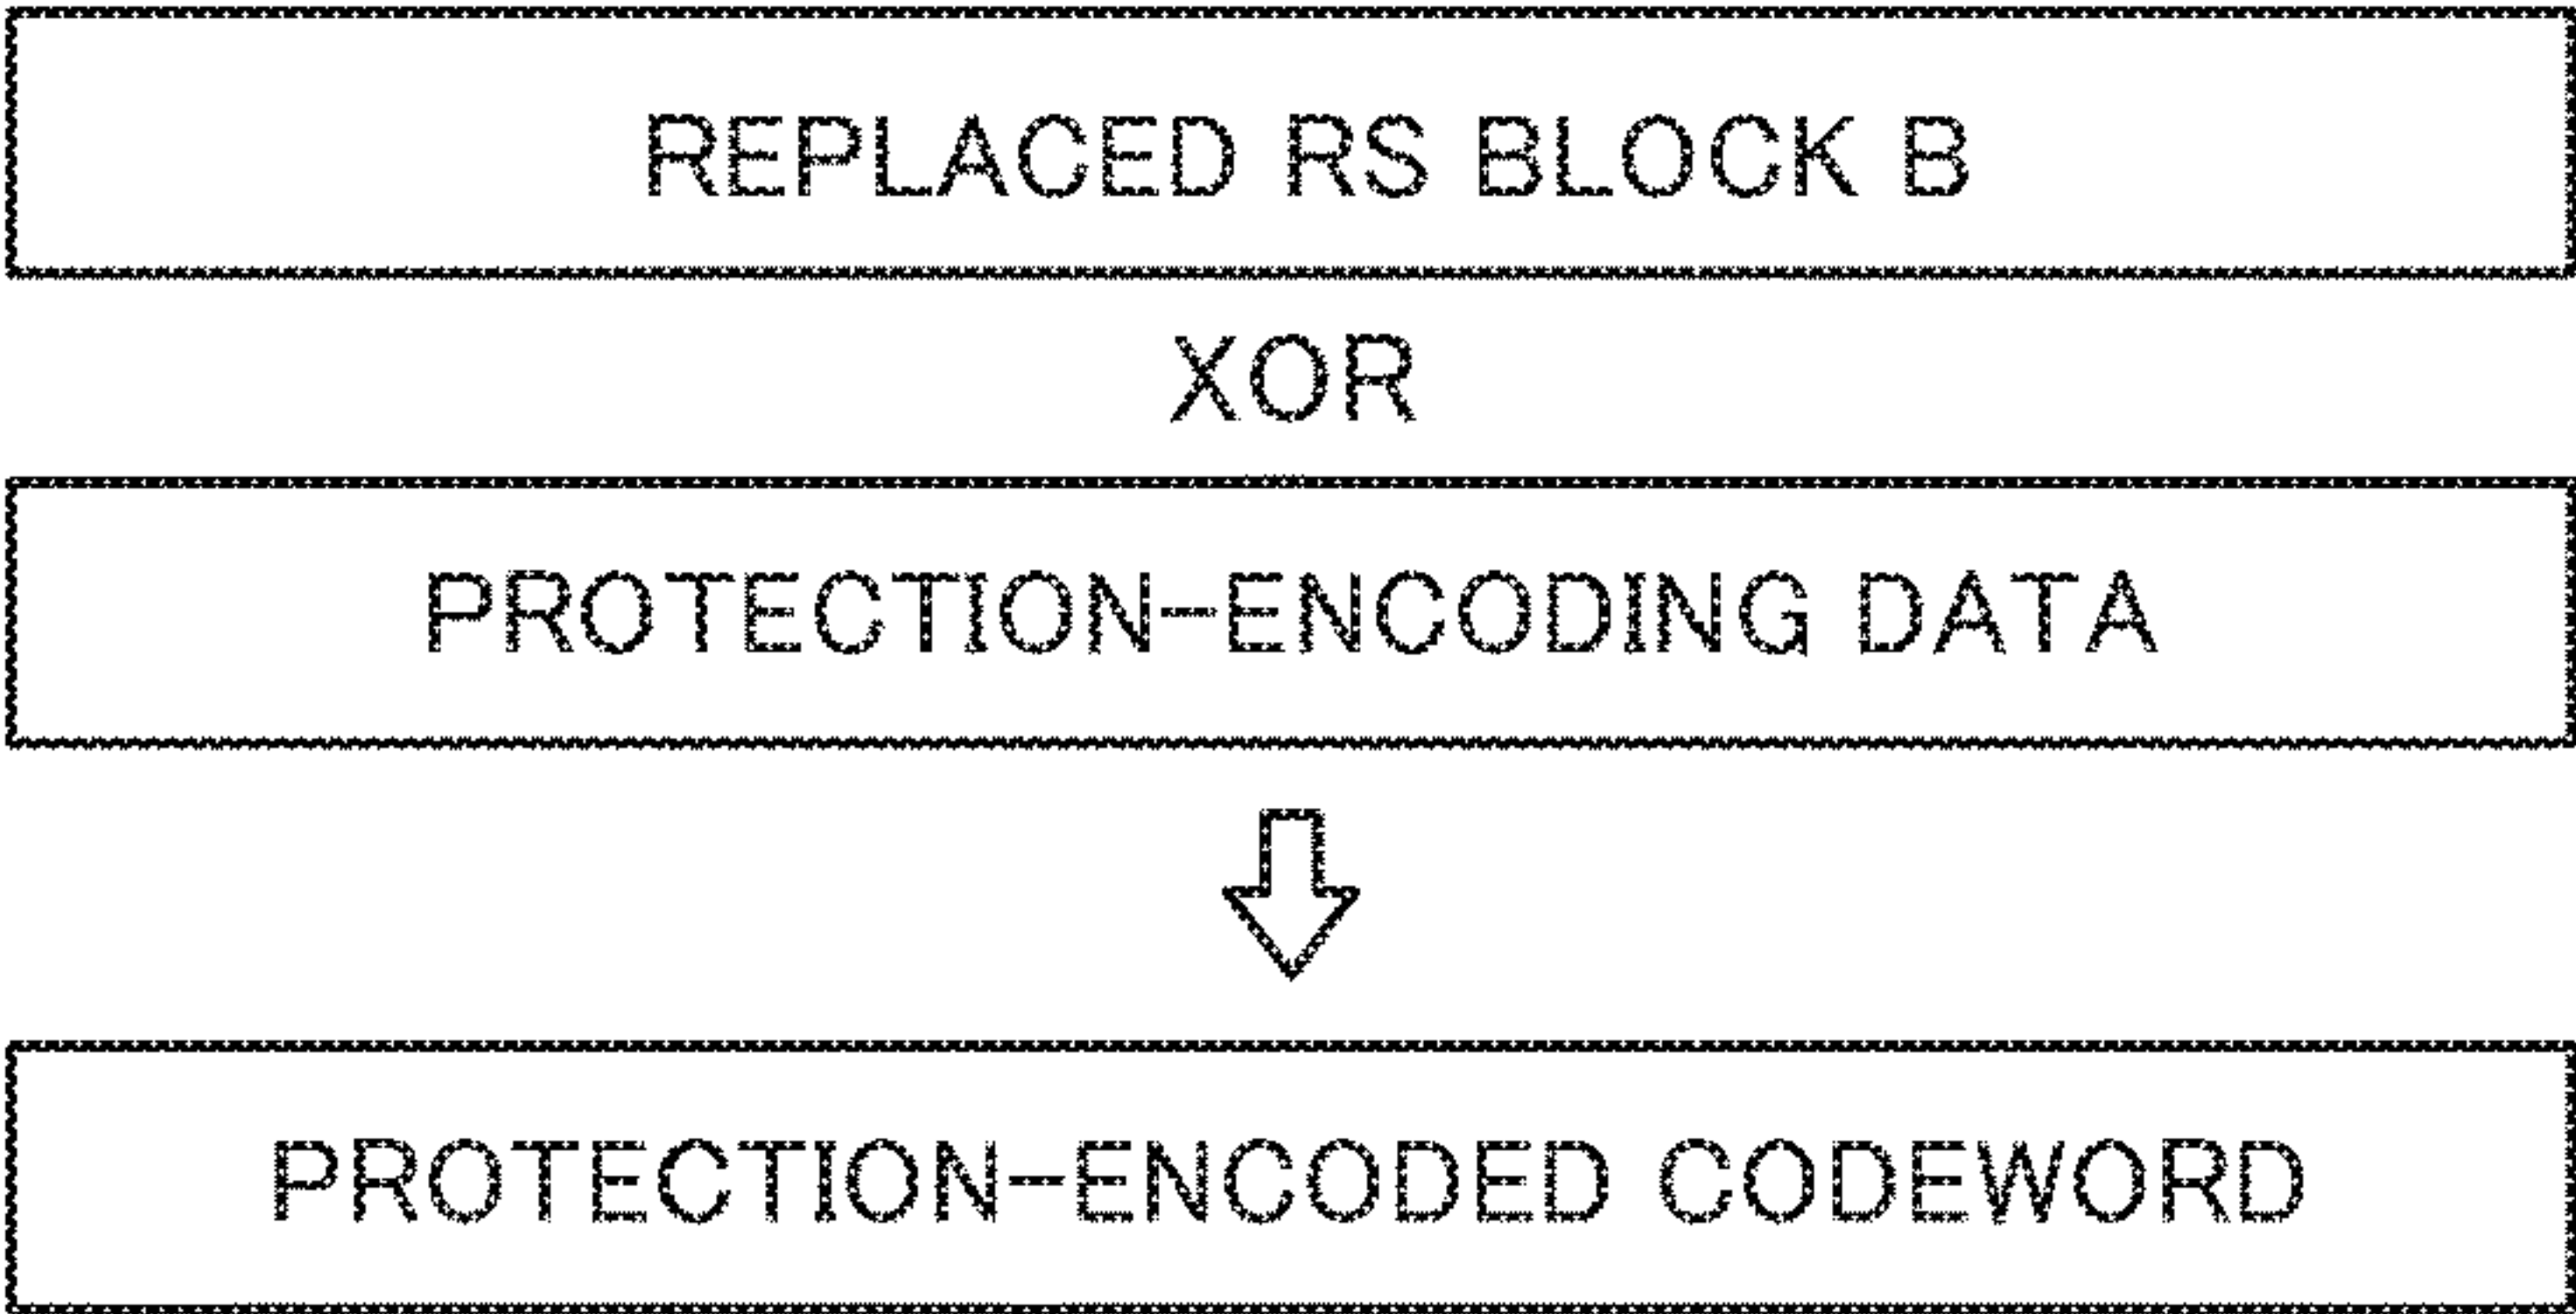 REPLACED RS BLOCK B
XOR
PROTECTION-ENCODING DATA
PROTECTION-ENCODED CODEWORD